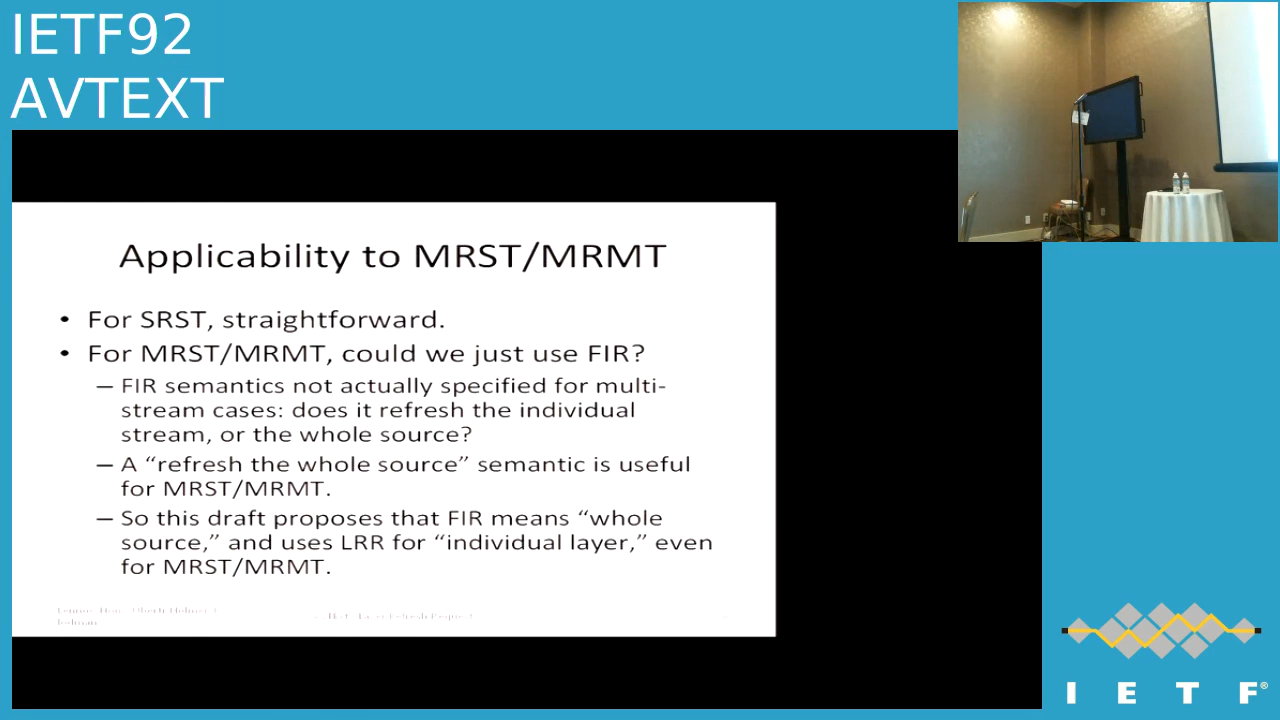 IETF92
AVTEXT
Applicability to MRST/MRMT
• For SRST, straightforward.
• For MRST/MRMT, could we just use FIR?
– FIR semantics not actually specified for multi-
stream cases: does it refresh the individual
stream, or the whole source?
– A “refresh the whole source” semantic is useful
for MRST/MRMT.
– So this draft proposes that FIR means “whole
source,” and uses LRR for “individual layer,” even
for MRST/MRMT.
I E T F®